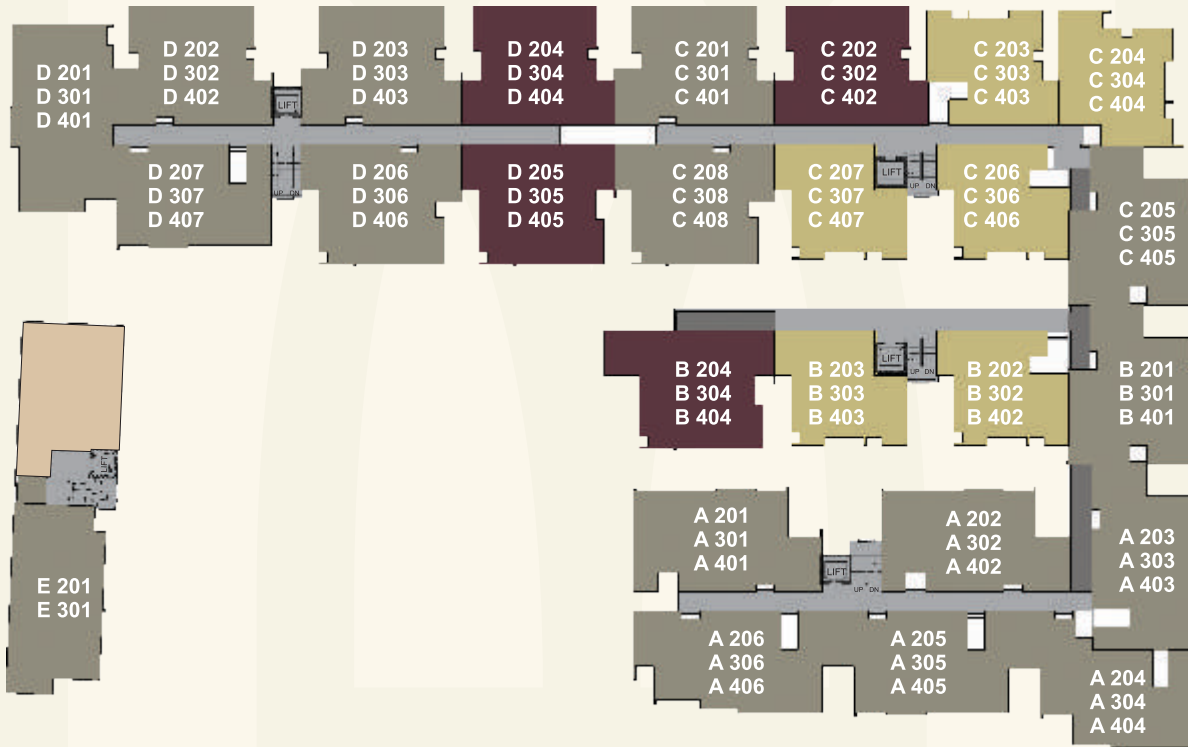 D 201
D 301
D 401
D 202
D 302
D 402
D 203
D 303
D 403
D 204
D 304
D 404
C 201
C 301
C 401
C 202
C 302
C 402
C 203
C 303
C 403
C 204
C 304
C 404
LIFT
UP DN
D 207
D 307
D 407
D 206
D 306
D 406
D 205
D 305
D 405
C 208
C 308
C 408
C 207
C 307
C 407
LIFT
UP DN
C 206
C 306
C 406
C 205
C 305
C 405
B 204
B 304
B 404
B 203
B 303
B 403
LIFT
UP DN
B 202
B 302
B 402
B 201
B 301
B 401
LIFT
E 201
E 301
A 201
A 301
A 401
LIFT
UP DN
A 202
A 302
A 402
A 203
A 303
A 403
A 206
A 306
A 406
A 205
A 305
A 405
A 204
A 304
A 404